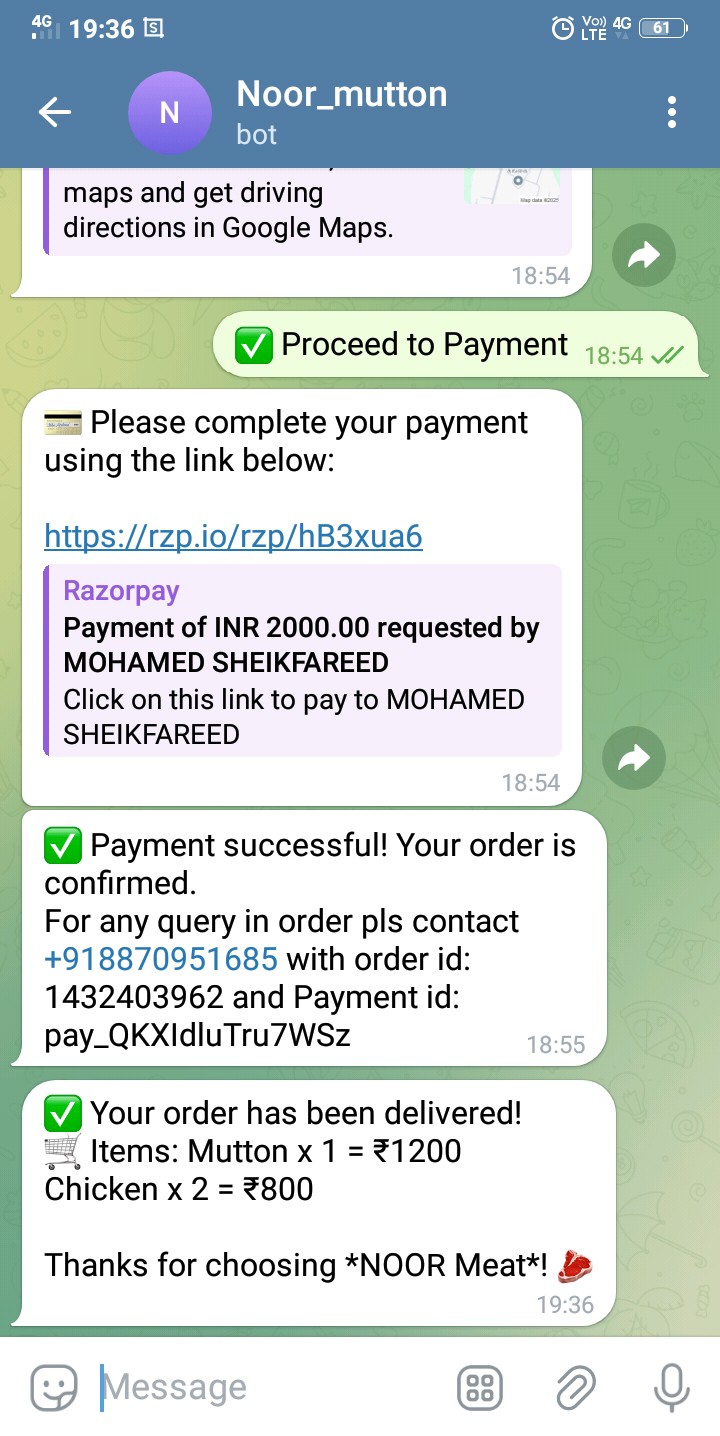 4G 19:36 Vo)) LTE 4G 61
N
Noor_mutton
bot
maps and get driving
directions in Google Maps.
Map data ©2025
18:54
✅ Proceed to Payment 18:54
💳 Please complete your payment
using the link below:
https://rzp.io/rzp/hB3xua6
Razorpay
Payment of INR 2000.00 requested by
MOHAMED SHEIKFAREED
Click on this link to pay to MOHAMED
SHEIKFAREED
18:54
✅ Payment successful! Your order is
confirmed.
For any query in order pls contact
+918870951685 with order id:
1432403962 and Payment id:
pay_QKXIdluTru7WSz 18:55
✅ Your order has been delivered!
🛒 Items: Mutton x 1 = ₹1200
Chicken x 2 = ₹800
Thanks for choosing *NOOR Meat*! 🥩
19:36
Message